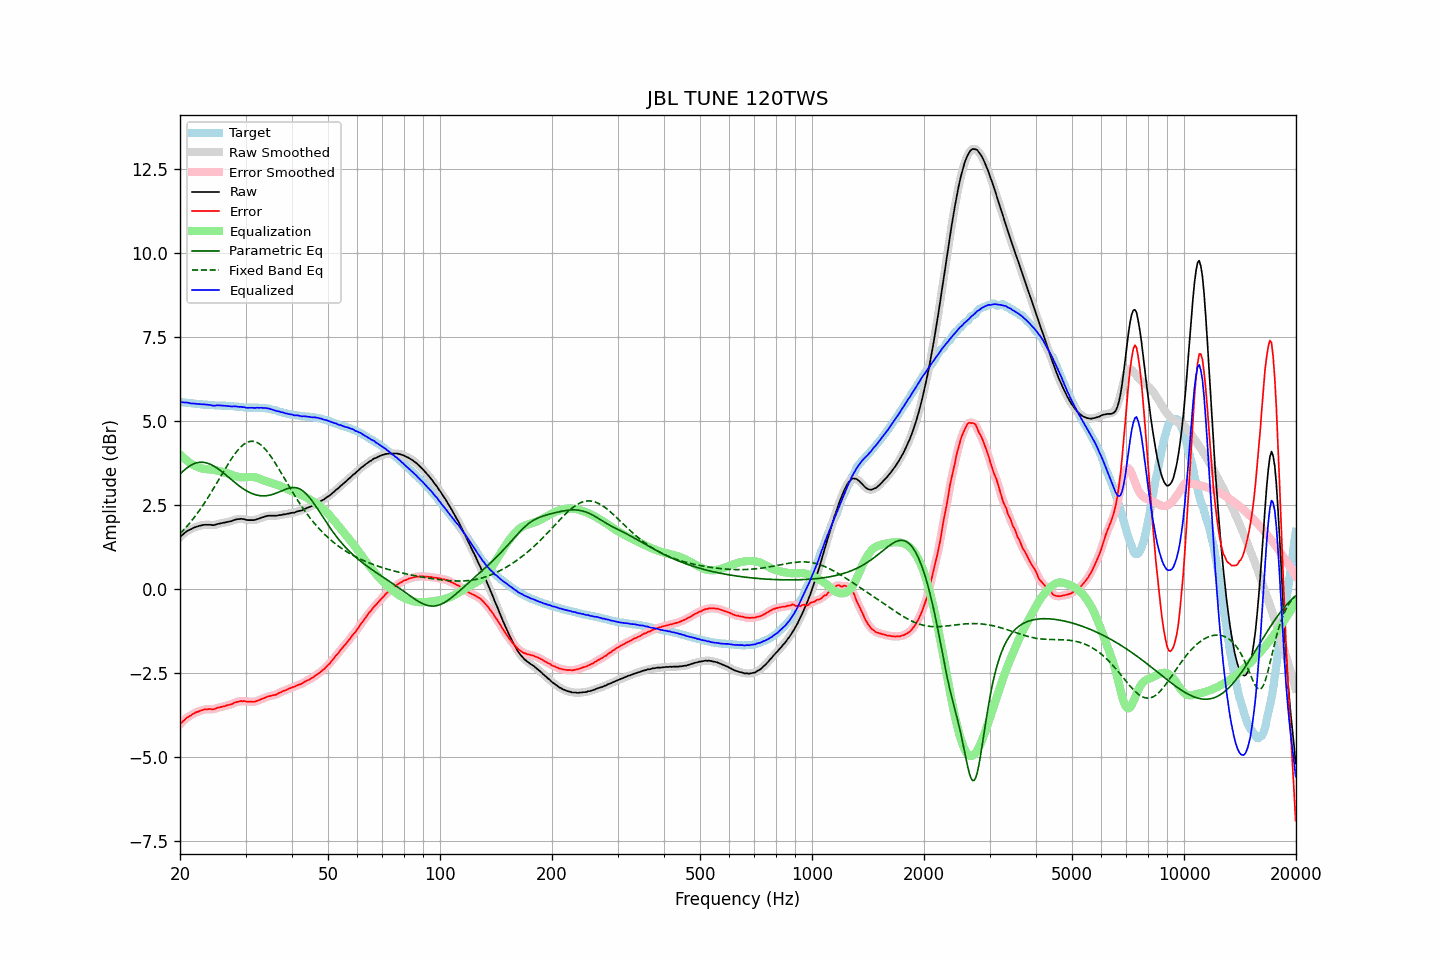 JBL TUNE 120TWS
Target
Raw Smoothed
Error Smoothed
Raw
Error
Equalization
Parametric Eq
Fixed Band Eq
Equalized
12.5
10.0
7.5
5.0
2.5
0.0
−2.5
−5.0
−7.5
Amplitude (dBr)
20 50 100 200 500 1000 2000 5000 10000 20000
Frequency (Hz)